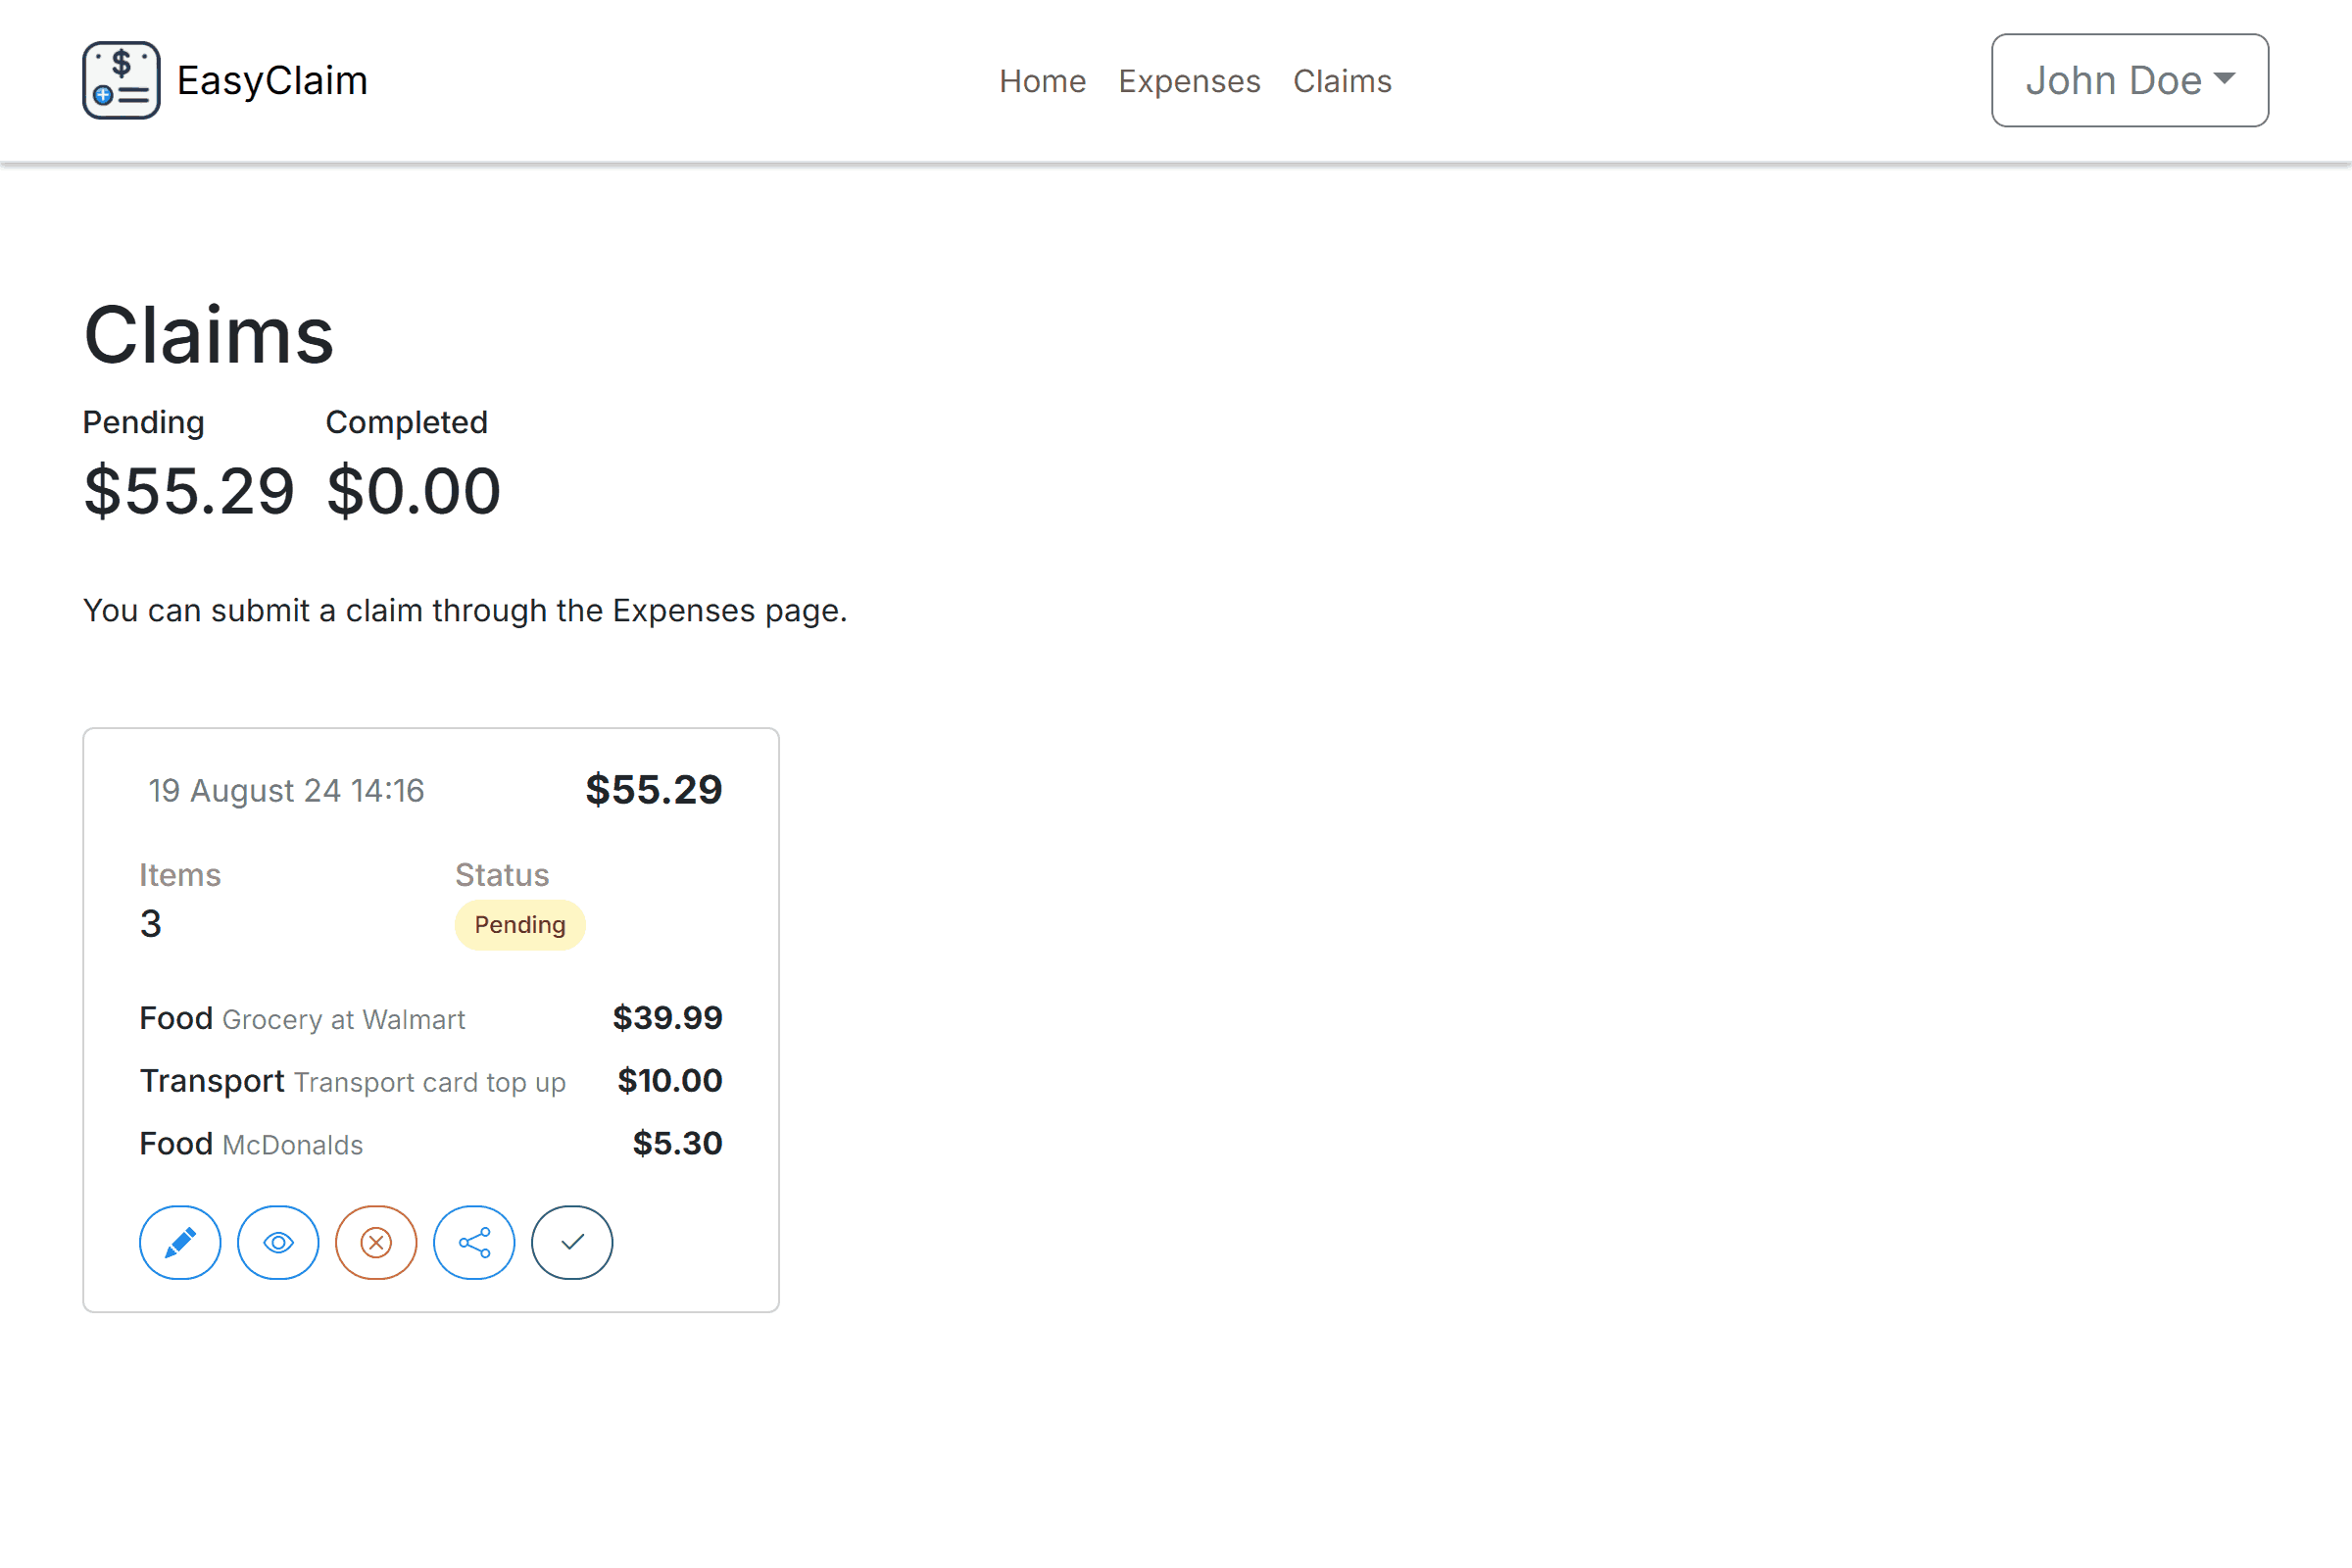 $
EasyClaim
Home Expenses Claims
John Doe
Claims
Pending Completed
$55.29 $0.00
You can submit a claim through the Expenses page.
19 August 24 14:16 $55.29
Items Status
3 Pending
Food Grocery at Walmart $39.99
Transport Transport card top up $10.00
Food McDonalds $5.30